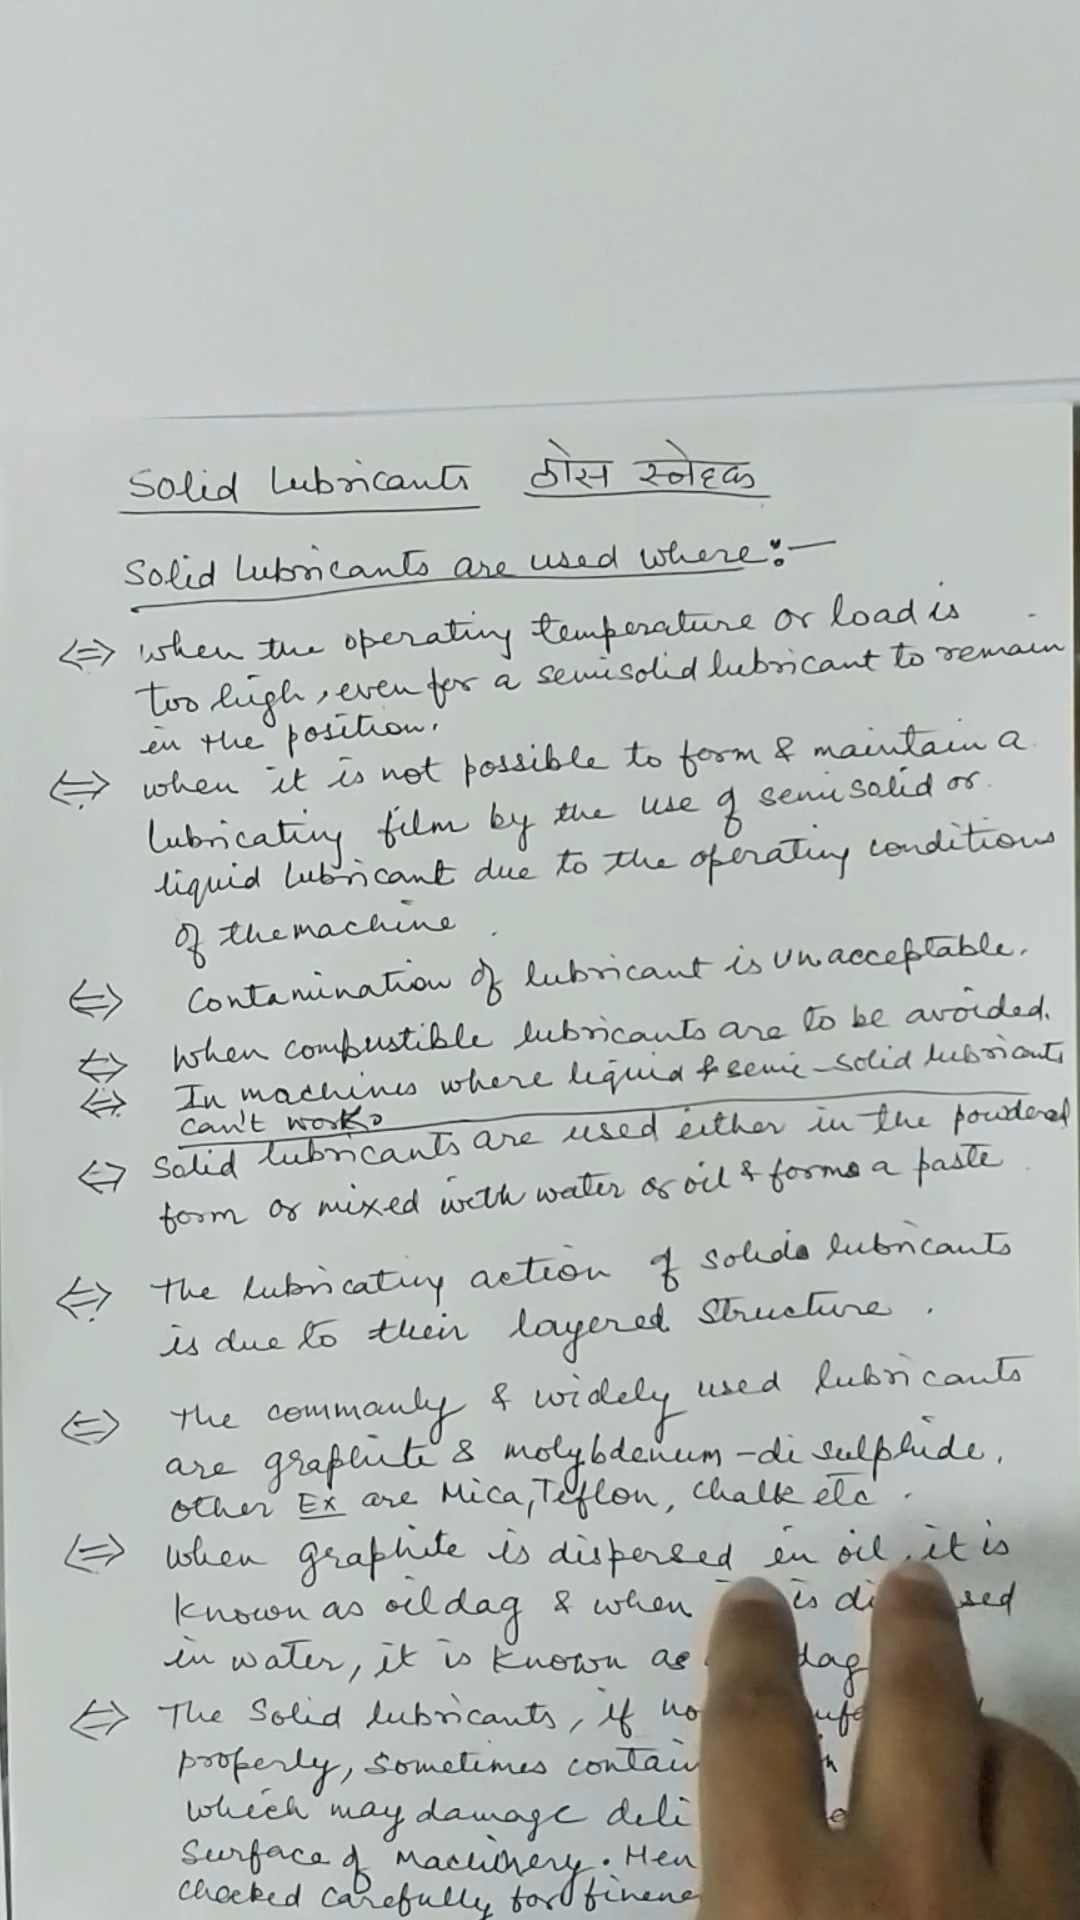 Solid Lubricants ठोस स्नेहक
Solid Lubricants are used where:-
⇔ when the operating temperature or load is
too high, even for a semisolid lubricant to remain
in the position.
⇔ when it is not possible to form & maintain a
lubricating film by the use of semisolid or
liquid lubricant due to the operating conditions
of the machine.
⇔ Contamination of lubricant is unacceptable.
⇔ When combustible lubricants are to be avoided.
⇔ In machines where liquid & semi-solid lubricants
can't work.
⇔ Solid lubricants are used either in the powdered
form or mixed with water or oil & forms a paste
⇔ The lubricating action of solids lubricants
is due to their layered structure.
⇔ The commanly & widely used lubricants
are graphite & molybdenum-di sulphide.
other Ex are Mica, Teflon, Chalk etc.
⇔ When graphite is dispersed in oil, it is
known as oildag & when is
in water, it is known as
⇔ The Solid lubricants, if
properly, sometimes
which may damage
Surface of Machinery.
checked carefully for